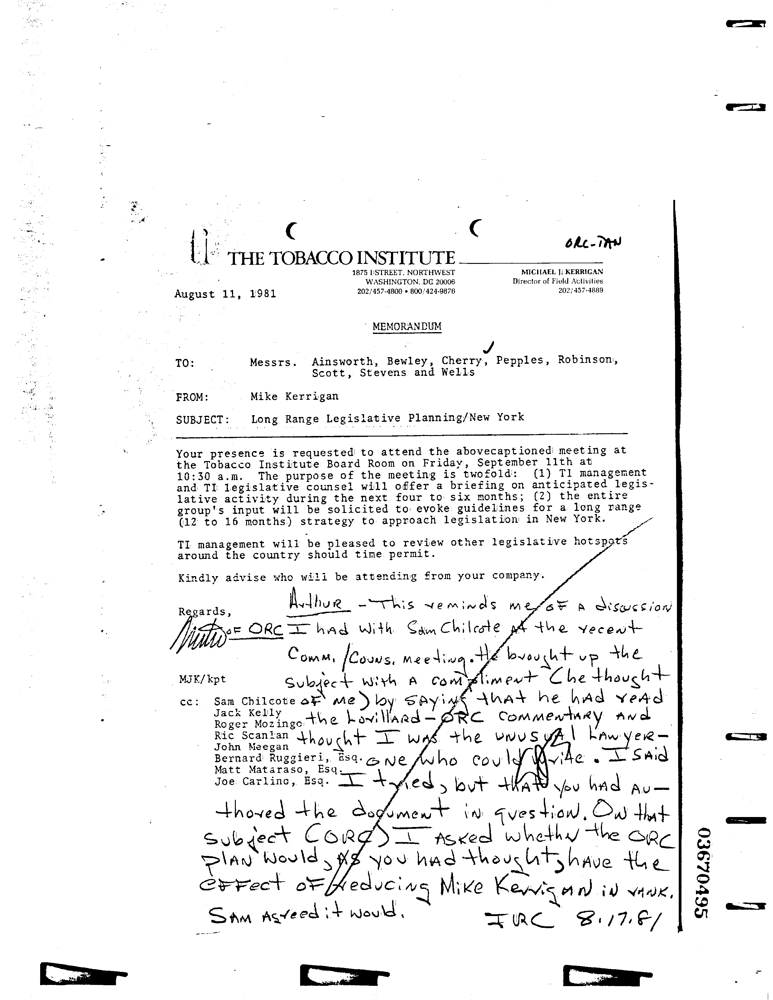 ORC-TAN
ti THE TOBACCO INSTITUTE
1875 I STREET, NORTHWEST
WASHINGTON, DC 20006
202/457-4800 • 800/424-9876
MICHAEL J. KERRIGAN
Director of Field Activities
202/457-4889
August 11, 1981
MEMORANDUM
TO: Messrs. Ainsworth, Bewley, Cherry, Pepples, Robinson,
Scott, Stevens and Wells
FROM: Mike Kerrigan
SUBJECT: Long Range Legislative Planning/New York
Your presence is requested to attend the abovecaptioned meeting at
the Tobacco Institute Board Room on Friday, September 11th at
10:30 a.m. The purpose of the meeting is twofold: (1) TI management
and TI legislative counsel will offer a briefing on anticipated legis-
lative activity during the next four to six months; (2) the entire
group's input will be solicited to evoke guidelines for a long range
(12 to 16 months) strategy to approach legislation in New York.
TI management will be pleased to review other legislative hotspots
around the country should time permit.
Kindly advise who will be attending from your company.
Regards,
MJK/kpt
cc: Sam Chilcote
Jack Kelly
Roger Mozingo
Ric Scanlan
John Meegan
Bernard Ruggieri, Esq.
Matt Mataraso, Esq.
Joe Carlino, Esq.
Arthur - This reminds me of a discussion
of ORC I had with Sam Chilcote at the recent
Comm./Couns. meeting. He brought up the
subject with a compliment (he thought
of me) by saying that he had read
the Lorillard-ORC commentary and
thought I was the unusual lawyer-
one who could write. I said
I tried, but that you had au-
thored the document in question. On that
subject (ORC) I asked whether the ORC
plan would, as you had thought, have the
effect of reducing Mike Kerrigan in rank.
Sam agreed it would.
8.17.81
03670495